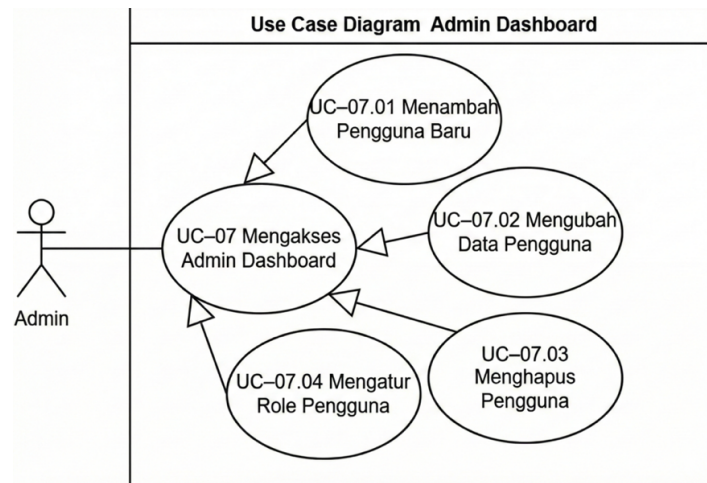 Use Case Diagram Admin Dashboard
UC–07.01 Menambah
Pengguna Baru
UC–07.02 Mengubah
Data Pengguna
UC–07 Mengakses
Admin Dashboard
Admin
UC–07.03
Menghapus
Pengguna
UC–07.04 Mengatur
Role Pengguna